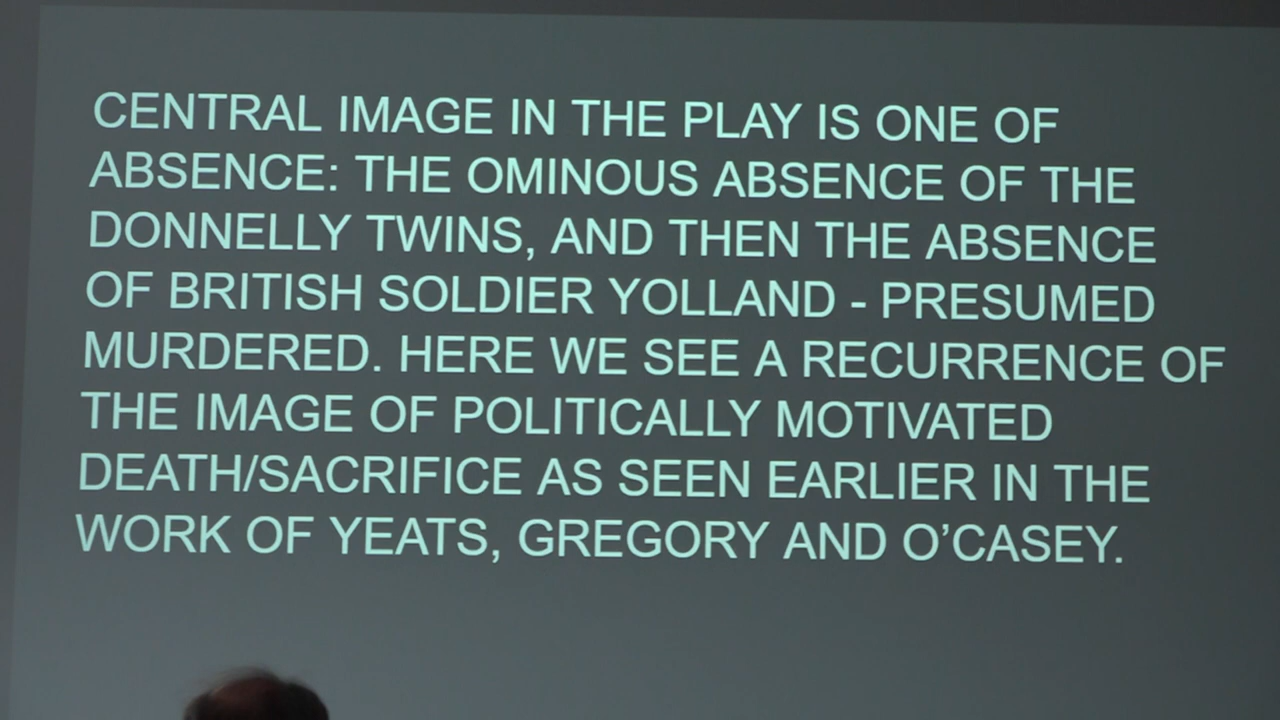 CENTRAL IMAGE IN THE PLAY IS ONE OF
ABSENCE: THE OMINOUS ABSENCE OF THE
DONNELLY TWINS, AND THEN THE ABSENCE
OF BRITISH SOLDIER YOLLAND - PRESUMED
MURDERED. HERE WE SEE A RECURRENCE OF
THE IMAGE OF POLITICALLY MOTIVATED
DEATH/SACRIFICE AS SEEN EARLIER IN THE
WORK OF YEATS, GREGORY AND O’CASEY.